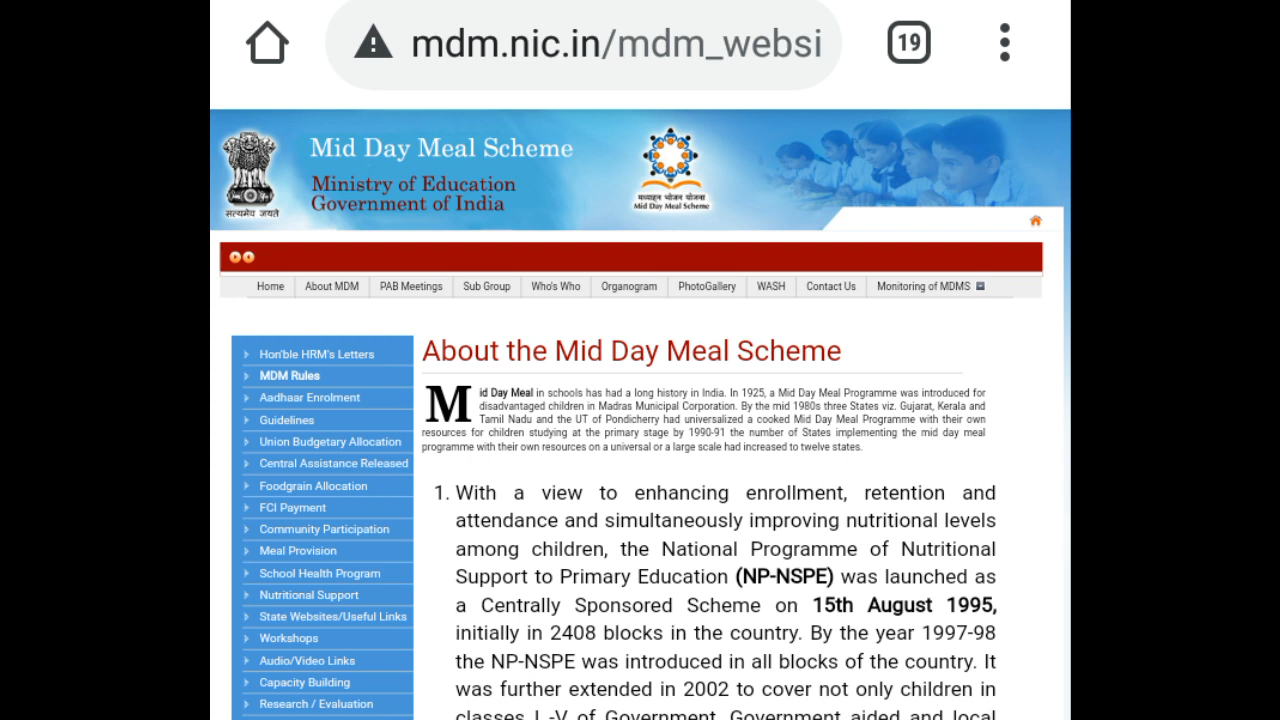 mdm.nic.in/mdm_websi
19
Mid Day Meal Scheme
Ministry of Education
Government of India
सत्यमेव जयते
मध्याह्न भोजन योजना
Mid Day Meal Scheme
Home About MDM PAB Meetings Sub Group Who's Who Organogram PhotoGallery WASH Contact Us Monitoring of MDMS
Hon'ble HRM's Letters
MDM Rules
Aadhaar Enrolment
Guidelines
Union Budgetary Allocation
Central Assistance Released
Foodgrain Allocation
FCI Payment
Community Participation
Meal Provision
School Health Program
Nutritional Support
State Websites/Useful Links
Workshops
Audio/Video Links
Capacity Building
Research / Evaluation
About the Mid Day Meal Scheme
Mid Day Meal in schools has had a long history in India. In 1925, a Mid Day Meal Programme was introduced for
disadvantaged children in Madras Municipal Corporation. By the mid 1980s three States viz. Gujarat, Kerala and
Tamil Nadu and the UT of Pondicherry had universalized a cooked Mid Day Meal Programme with their own
resources for children studying at the primary stage by 1990-91 the number of States implementing the mid day meal
programme with their own resources on a universal or a large scale had increased to twelve states.
1. With a view to enhancing enrollment, retention and
attendance and simultaneously improving nutritional levels
among children, the National Programme of Nutritional
Support to Primary Education (NP-NSPE) was launched as
a Centrally Sponsored Scheme on 15th August 1995,
initially in 2408 blocks in the country. By the year 1997-98
the NP-NSPE was introduced in all blocks of the country. It
was further extended in 2002 to cover not only children in
classes I -V of Government, Government aided and local